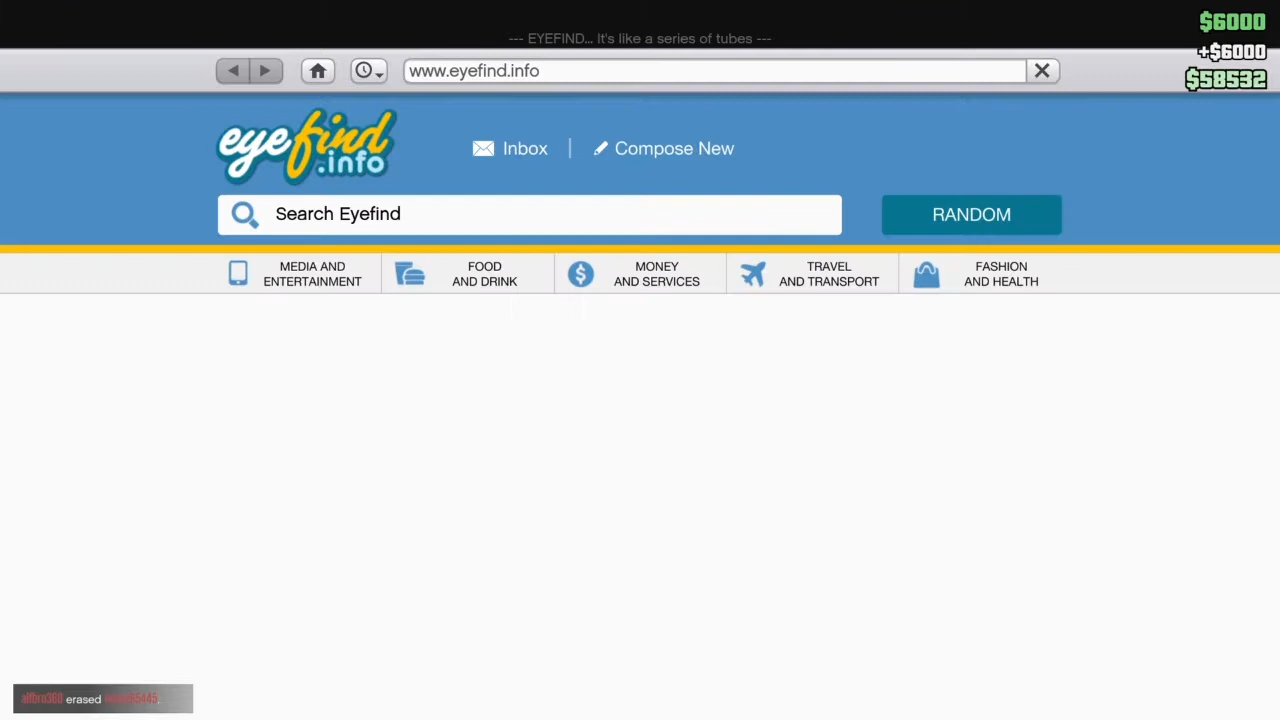 --- EYEFIND... It's like a series of tubes ---
$6000
+$6000
$58532
www.eyefind.info
eyefind.info
Inbox
Compose New
Search Eyefind
RANDOM
MEDIA AND ENTERTAINMENT
FOOD AND DRINK
MONEY AND SERVICES
TRAVEL AND TRANSPORT
FASHION AND HEALTH
erased